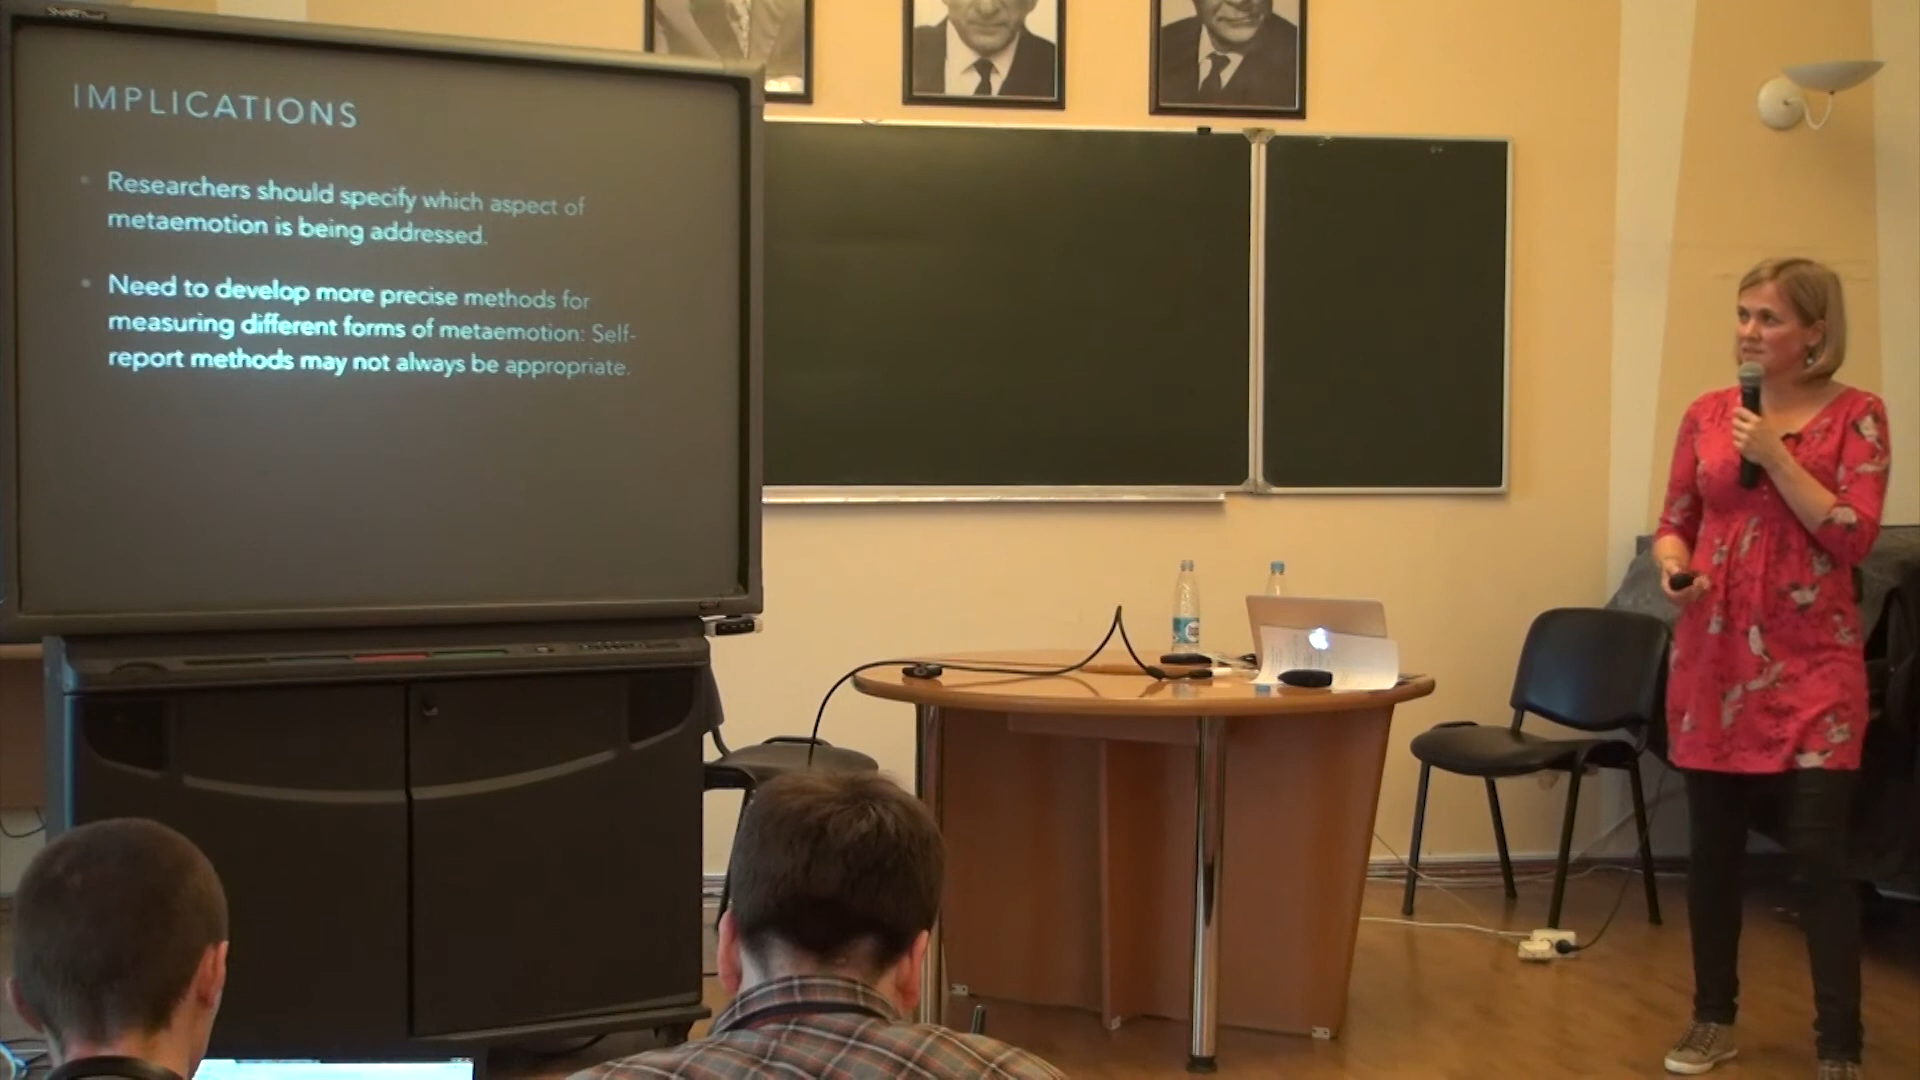 IMPLICATIONS
Researchers should specify which aspect of
metaemotion is being addressed.
Need to develop more precise methods for
measuring different forms of metaemotion: Self-
report methods may not always be appropriate.